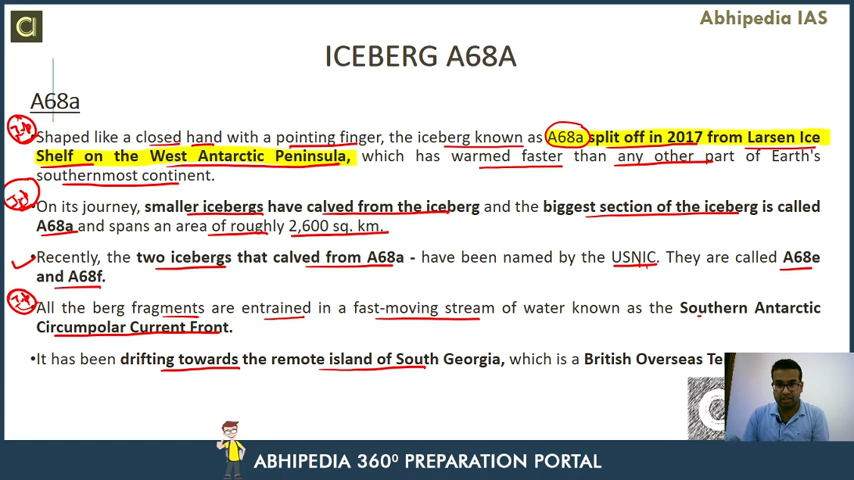 Abhipedia IAS
ICEBERG A68A
A68a
Shaped like a closed hand with a pointing finger, the iceberg known as A68a split off in 2017 from Larsen Ice
Shelf on the West Antarctic Peninsula, which has warmed faster than any other part of Earth's
southernmost continent.
On its journey, smaller icebergs have calved from the iceberg and the biggest section of the iceberg is called
A68a and spans an area of roughly 2,600 sq. km.
Recently, the two icebergs that calved from A68a - have been named by the USNIC. They are called A68e
and A68f.
All the berg fragments are entrained in a fast-moving stream of water known as the Southern Antarctic
Circumpolar Current Front.
•It has been drifting towards the remote island of South Georgia, which is a British Overseas
ABHIPEDIA 360⁰ PREPARATION PORTAL